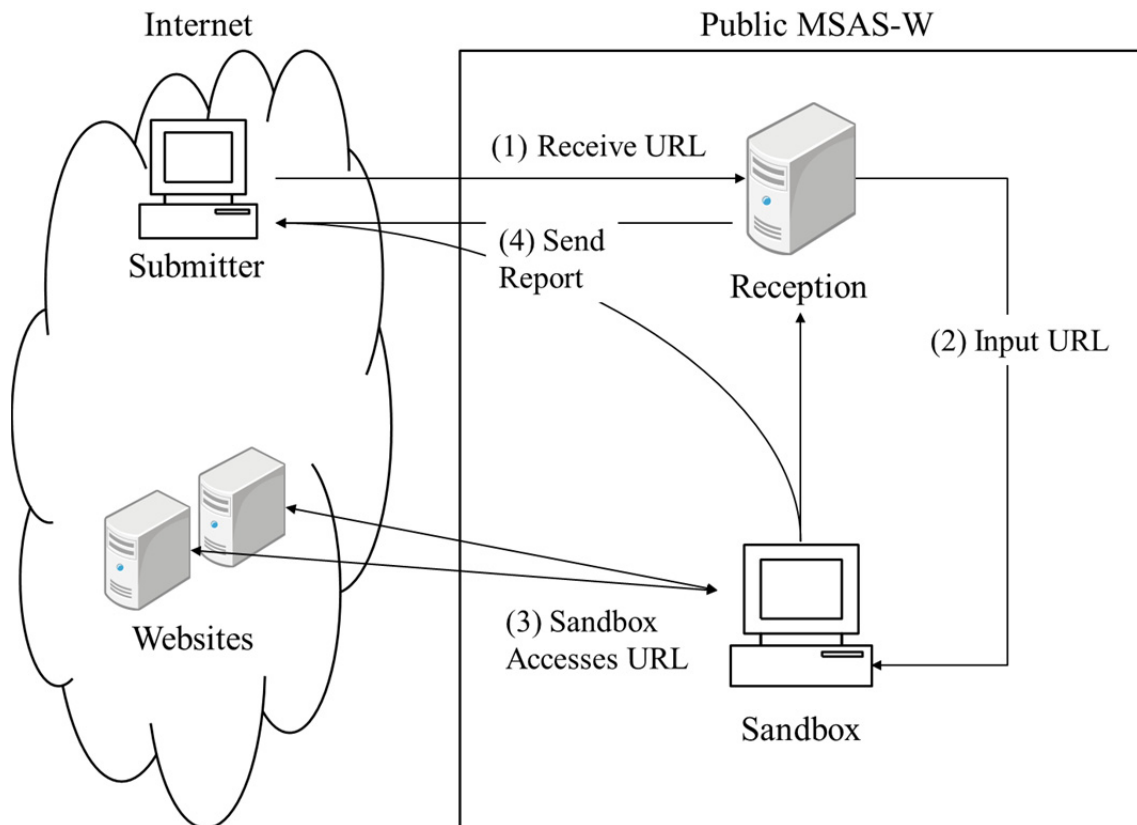 Internet
Public MSAS-W
(1) Receive URL
(4) Send
Report
Submitter
Reception
(2) Input URL
Websites
(3) Sandbox
Accesses URL
Sandbox